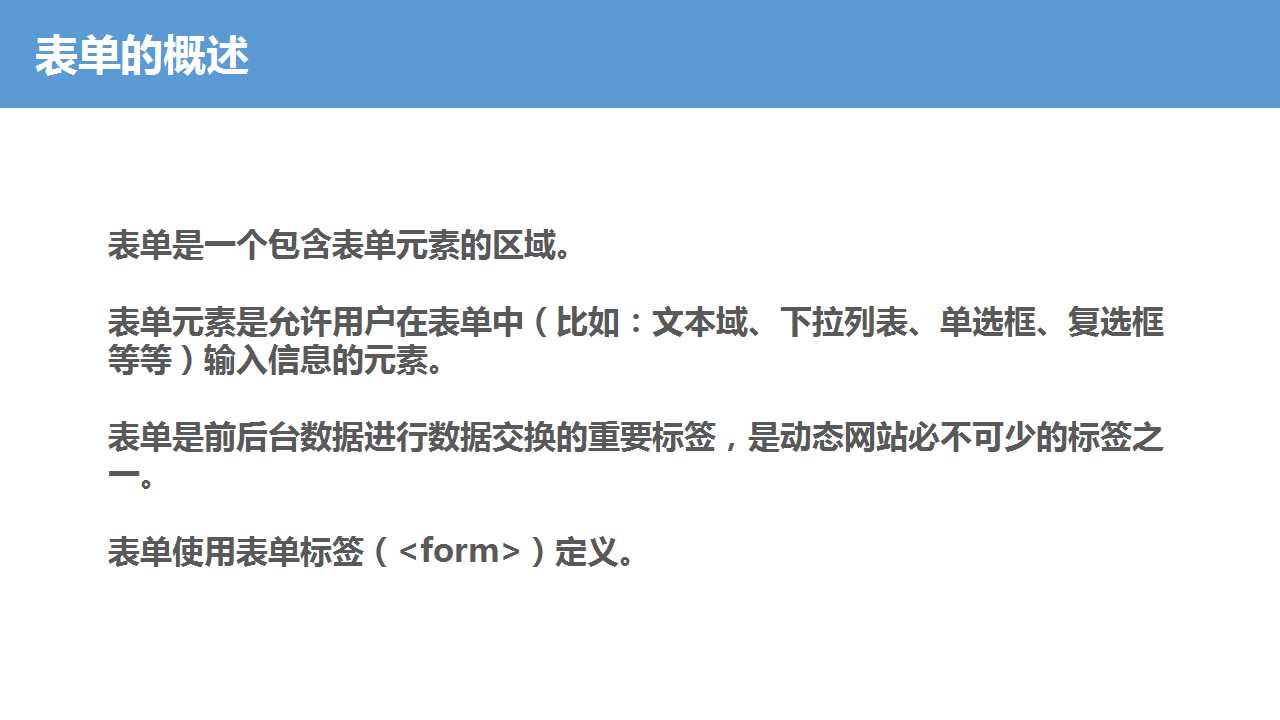 表单的概述
表单是一个包含表单元素的区域。
表单元素是允许用户在表单中（比如：文本域、下拉列表、单选框、复选框
等等）输入信息的元素。
表单是前后台数据进行数据交换的重要标签，是动态网站必不可少的标签之
一。
表单使用表单标签（<form>）定义。